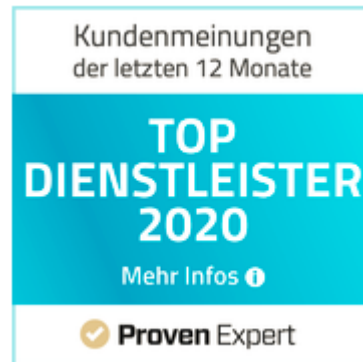 Kundenmeinungen
der letzten 12 Monate
TOP
DIENSTLEISTER
2020
Mehr Infos
Proven Expert